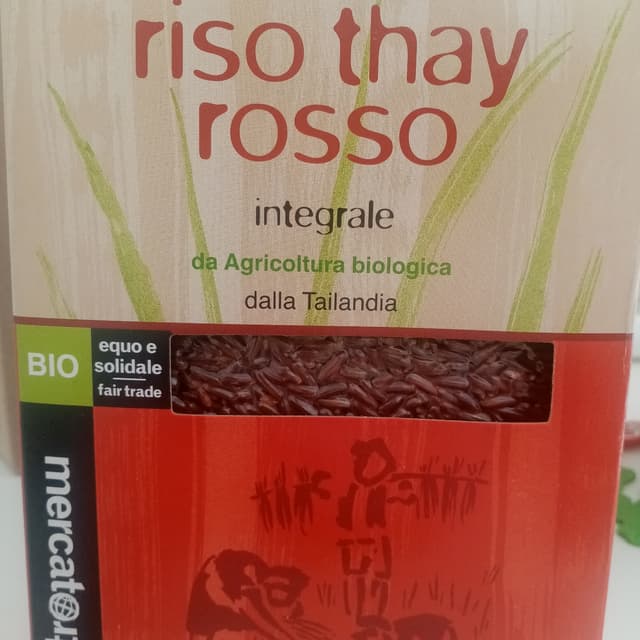 riso thay
rosso
integrale
da Agricoltura biologica
dalla Tailandia
BIO
equo e
solidale
fair trade